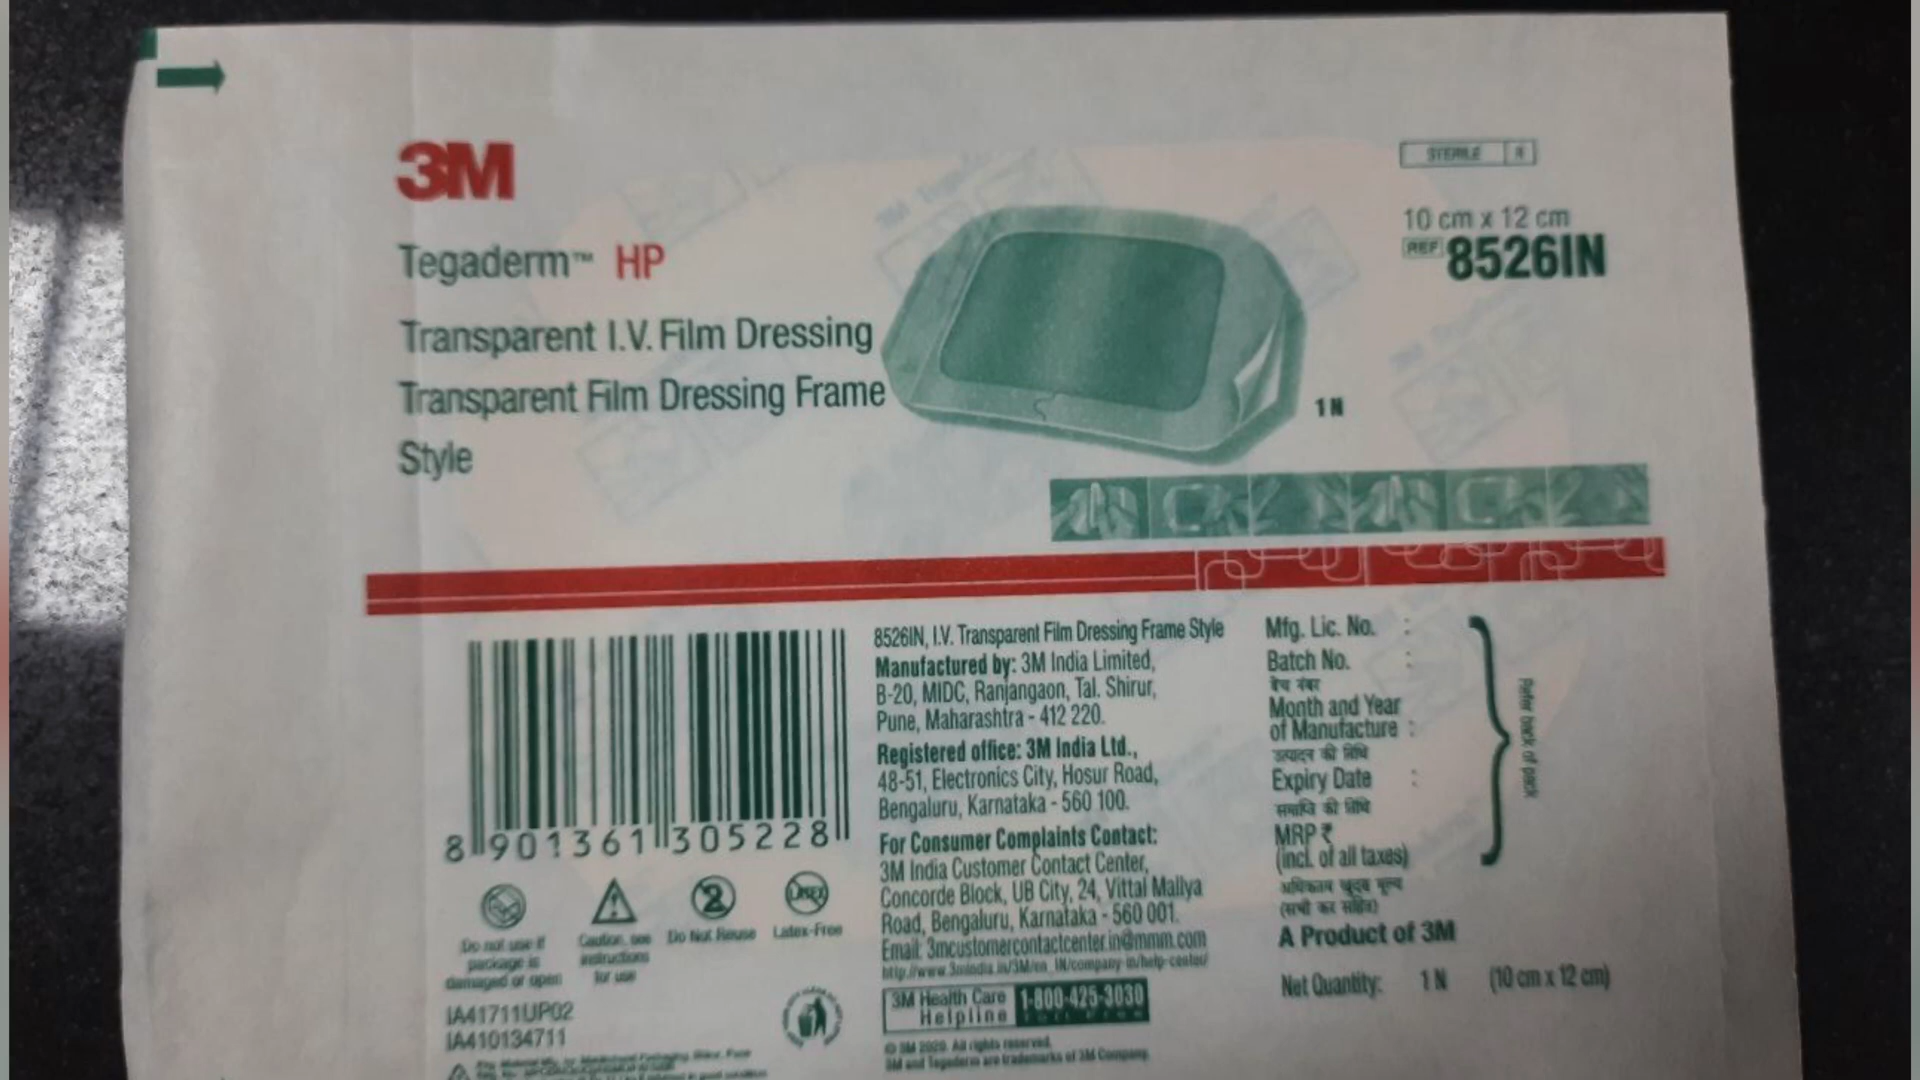 3M
STERILE R
Tegaderm™ HP
10 cm x 12 cm
REF 8526IN
Transparent I.V. Film Dressing
Transparent Film Dressing Frame
Style
1 N
8526IN, I.V. Transparent Film Dressing Frame Style
Manufactured by: 3M India Limited,
B-20, MIDC, Ranjangaon, Tal. Shirur,
Pune, Maharashtra - 412 220.
Registered office: 3M India Ltd.,
48-51, Electronics City, Hosur Road,
Bengaluru, Karnataka - 560 100.
For Consumer Complaints Contact:
3M India Customer Contact Center,
Concorde Block, UB City, 24, Vittal Mallya
Road, Bengaluru, Karnataka - 560 001.
Email: 3mcustomercontactcenter.in@mmm.com
http://www.3mindia.in/3M/en_IN/company-in/help-center/
3M Health Care
Helpline
1-800-425-3030
© 3M 2020. All rights reserved.
3M and Tegaderm are trademarks of 3M Company.
Mfg. Lic. No. :
Batch No. :
बैच नंबर
Month and Year
of Manufacture :
उत्पादन की तिथि
Expiry Date :
समाप्ति की तिथि
MRP ₹
(incl. of all taxes)
अधिकतम खुदरा मूल्य
(सभी कर सहित)
Refer back of pack
A Product of 3M
Net Quantity: 1 N (10 cm x 12 cm)
8 901361 305228
Do not use if
package is
damaged or open
Caution, see
instructions
for use
2
Do Not Reuse
LATEX
Latex-Free
IA41711UP02
IA410134711